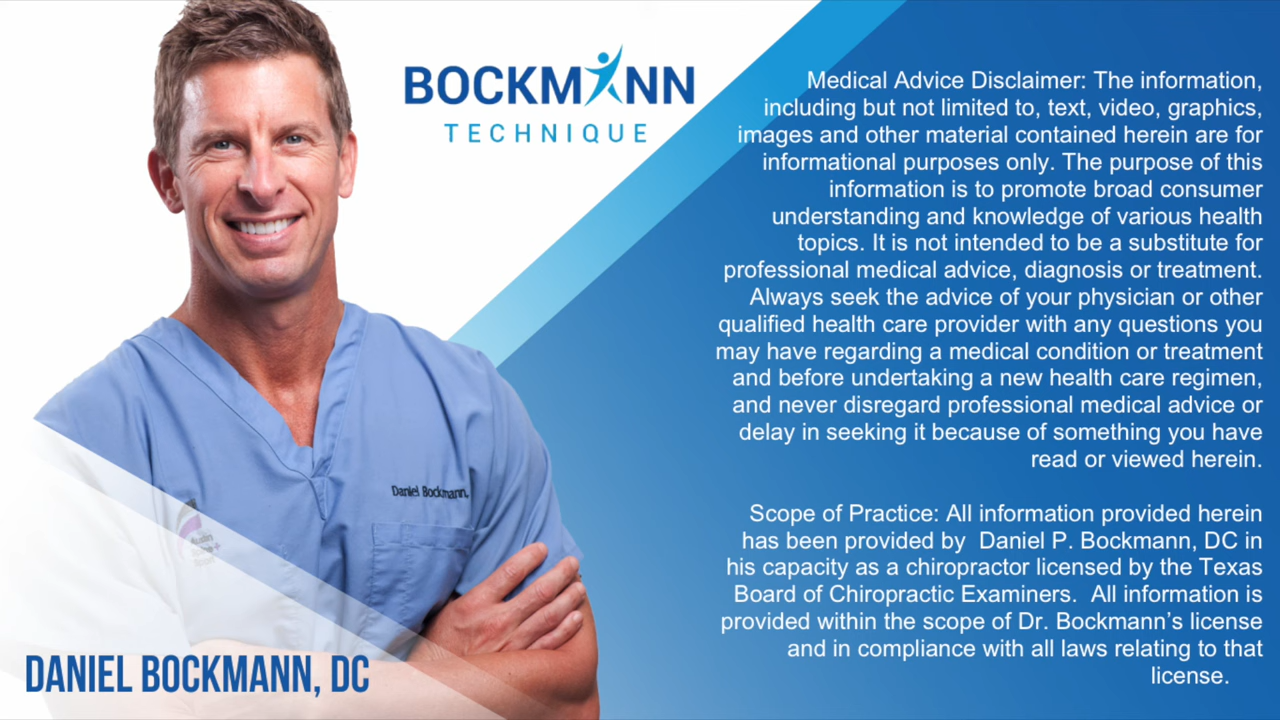 BOCKMANN
TECHNIQUE
Medical Advice Disclaimer: The information,
including but not limited to, text, video, graphics,
images and other material contained herein are for
informational purposes only. The purpose of this
information is to promote broad consumer
understanding and knowledge of various health
topics. It is not intended to be a substitute for
professional medical advice, diagnosis or treatment.
Always seek the advice of your physician or other
qualified health care provider with any questions you
may have regarding a medical condition or treatment
and before undertaking a new health care regimen,
and never disregard professional medical advice or
delay in seeking it because of something you have
read or viewed herein.
Scope of Practice: All information provided herein
has been provided by Daniel P. Bockmann, DC in
his capacity as a chiropractor licensed by the Texas
Board of Chiropractic Examiners. All information is
provided within the scope of Dr. Bockmann’s license
and in compliance with all laws relating to that
license.
Daniel Bockmann,
DANIEL BOCKMANN, DC